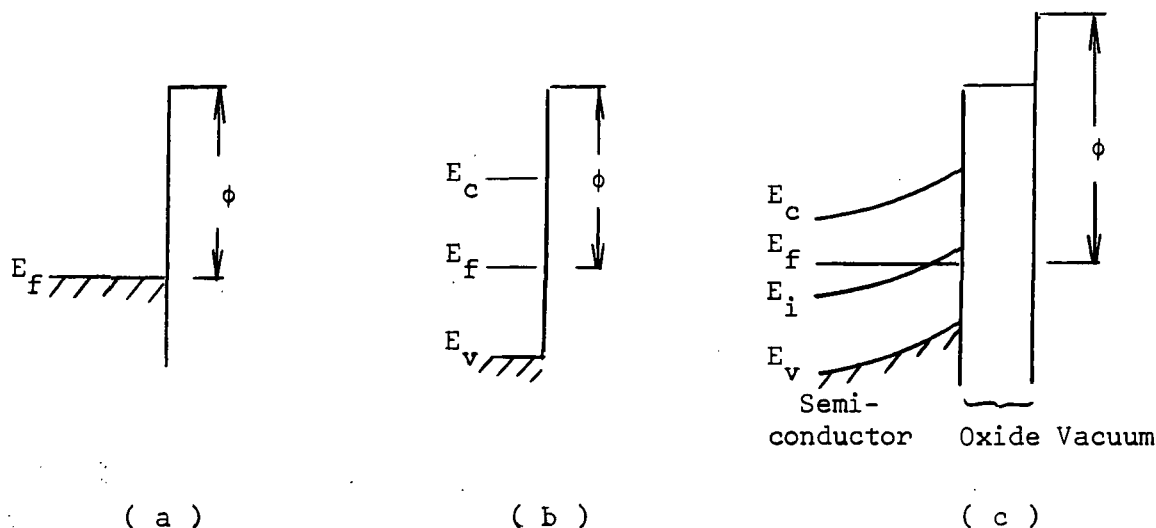 E_f
φ
( a )
E_c
E_f
E_v
φ
( b )
E_c
E_f
E_i
E_v
φ
Semi-
conductor
Oxide Vacuum
( c )